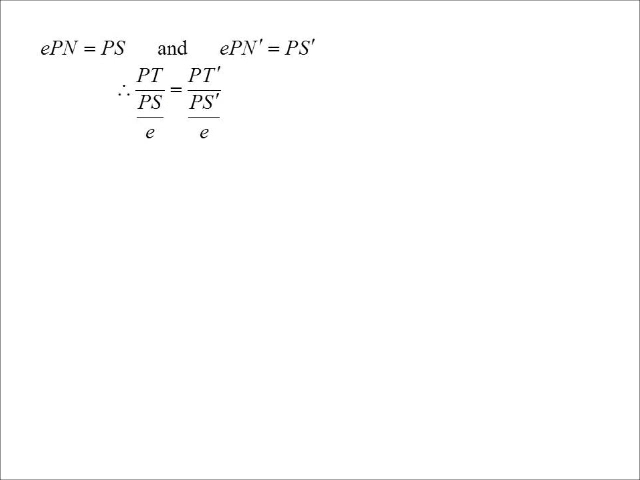 ePN = PS and ePN′ = PS′
∴ PT/(PS/e) = PT′/(PS′/e)